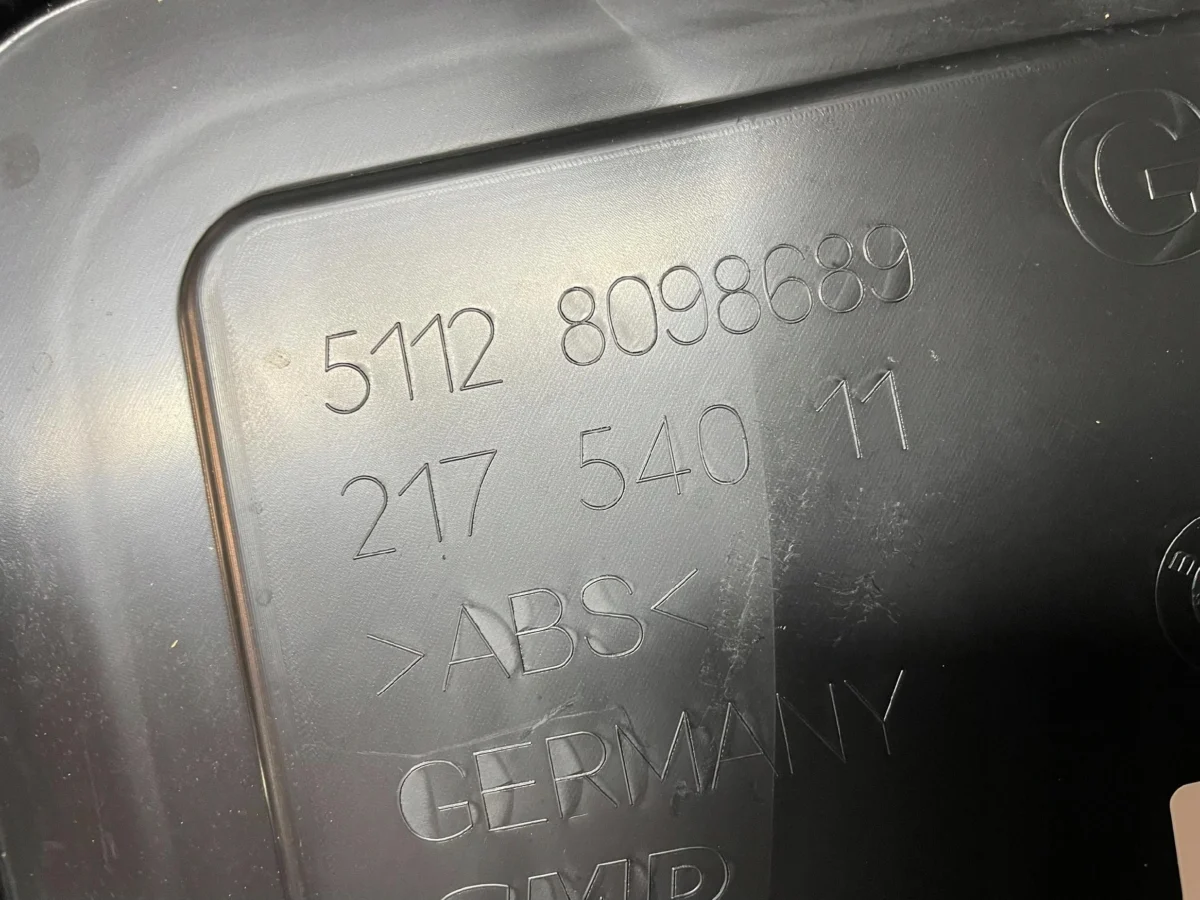 G
5112 8098689
217 540 11
>ABS<
GERMANY